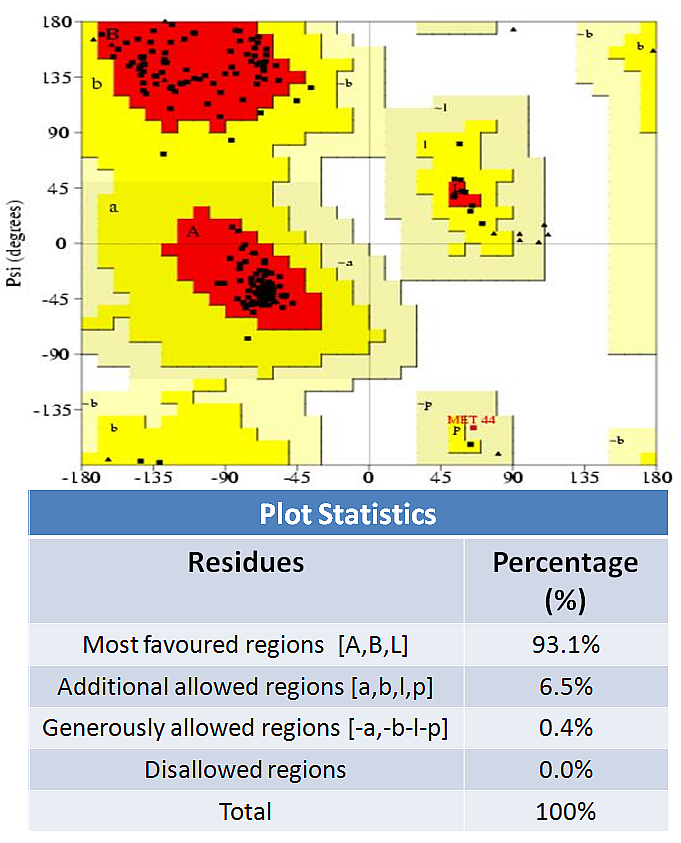 180
B
~b
b
135
b
~b
~l
90
l
45
L
a
A
0
~a
-45
-90
-135
~b
~p
MET 44
b
p
~b
-180
-135
-90
-45
0
45
90
135
180
Psi (degrees)
Plot Statistics
Residues
Percentage
(%)
Most favoured regions [A,B,L]
93.1%
Additional allowed regions [a,b,l,p]
6.5%
Generously allowed regions [-a,-b-l-p]
0.4%
Disallowed regions
0.0%
Total
100%